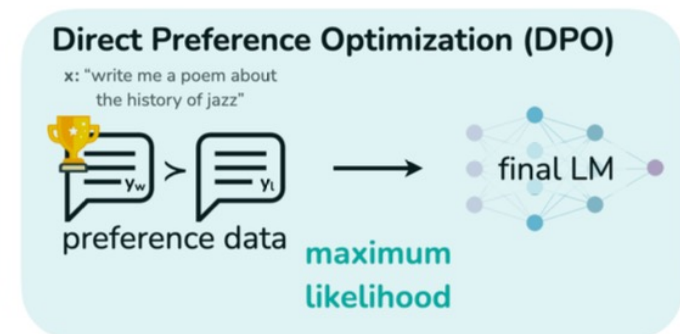 Direct Preference Optimization (DPO)
x: “write me a poem about
the history of jazz”
yw
≻
yl
preference data
maximum
likelihood
final LM